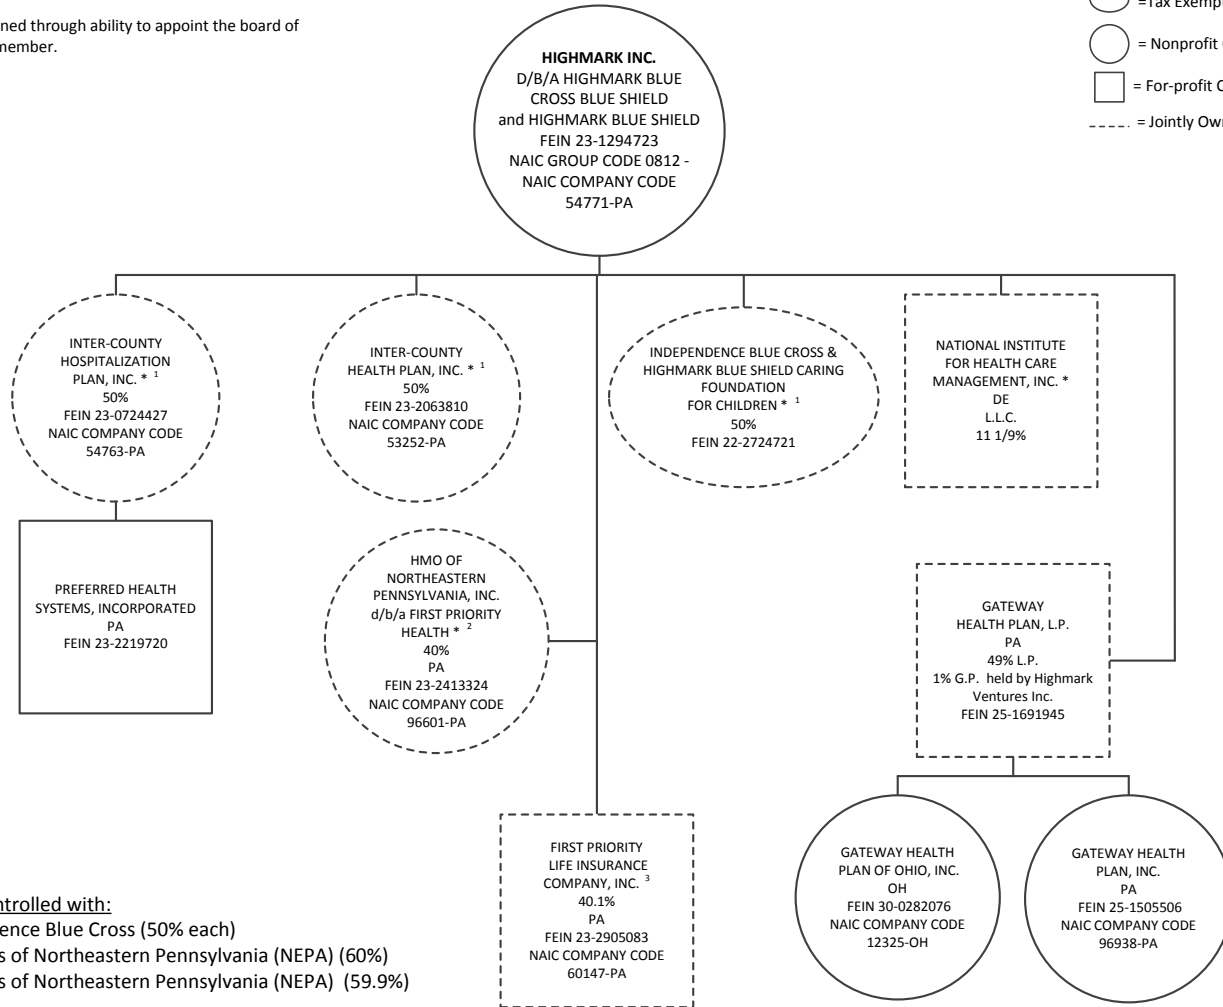 ned through ability to appoint the board of
member.
=Tax Exemp
= Nonprofit
= For-profit C
= Jointly Own
HIGHMARK INC.
D/B/A HIGHMARK BLUE
CROSS BLUE SHIELD
and HIGHMARK BLUE SHIELD
FEIN 23-1294723
NAIC GROUP CODE 0812 -
NAIC COMPANY CODE
54771-PA
INTER-COUNTY
HOSPITALIZATION
PLAN, INC. * 1
50%
FEIN 23-0724427
NAIC COMPANY CODE
54763-PA
INTER-COUNTY
HEALTH PLAN, INC. * 1
50%
FEIN 23-2063810
NAIC COMPANY CODE
53252-PA
INDEPENDENCE BLUE CROSS &
HIGHMARK BLUE SHIELD CARING
FOUNDATION
FOR CHILDREN * 1
50%
FEIN 22-2724721
NATIONAL INSTITUTE
FOR HEALTH CARE
MANAGEMENT, INC. *
DE
L.L.C.
11 1/9%
PREFERRED HEALTH
SYSTEMS, INCORPORATED
PA
FEIN 23-2219720
HMO OF
NORTHEASTERN
PENNSYLVANIA, INC.
d/b/a FIRST PRIORITY
HEALTH * 2
40%
PA
FEIN 23-2413324
NAIC COMPANY CODE
96601-PA
GATEWAY
HEALTH PLAN, L.P.
PA
49% L.P.
1% G.P. held by Highmark
Ventures Inc.
FEIN 25-1691945
FIRST PRIORITY
LIFE INSURANCE
COMPANY, INC. 3
40.1%
PA
FEIN 23-2905083
NAIC COMPANY CODE
60147-PA
GATEWAY HEALTH
PLAN OF OHIO, INC.
OH
FEIN 30-0282076
NAIC COMPANY CODE
12325-OH
GATEWAY HEALTH
PLAN, INC.
PA
FEIN 25-1505506
NAIC COMPANY CODE
96938-PA
ntrolled with:
ence Blue Cross (50% each)
s of Northeastern Pennsylvania (NEPA) (60%)
s of Northeastern Pennsylvania (NEPA) (59.9%)